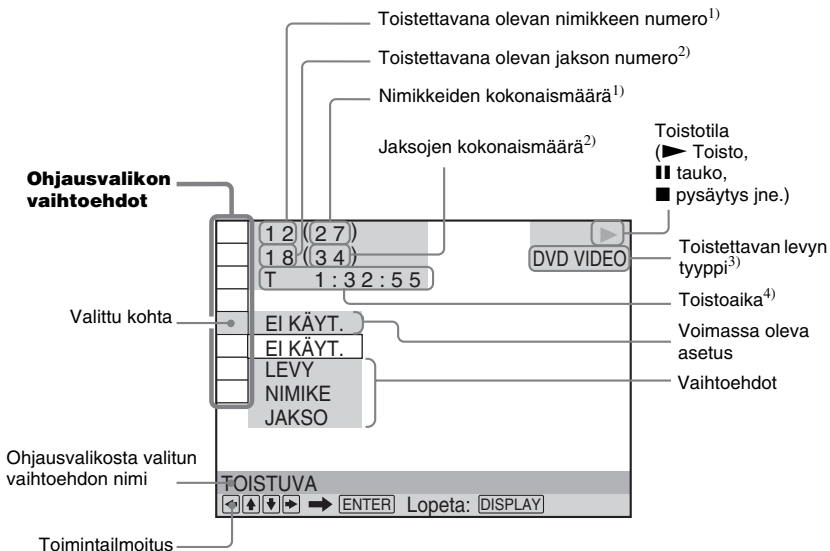 Toistettavana olevan nimikkeen numero1)
Toistettavana olevan jakson numero2)
Nimikkeiden kokonaismäärä1)
Jaksojen kokonaismäärä2)
Toistotila
(▶ Toisto,
▮▮ tauko,
■ pysäytys jne.)
Ohjausvalikon
vaihtoehdot
12(27)
18(34)
T 1:32:55
▶
DVD VIDEO
Toistettavan levyn
tyyppi3)
Toistoaika4)
Valittu kohta
EI KÄYT.
Voimassa oleva
asetus
EI KÄYT.
LEVY
NIMIKE
JAKSO
Vaihtoehdot
Ohjausvalikosta valitun
vaihtoehdon nimi
TOISTUVA
←↑↓→ ➡ ENTER Lopeta: DISPLAY
Toimintailmoitus